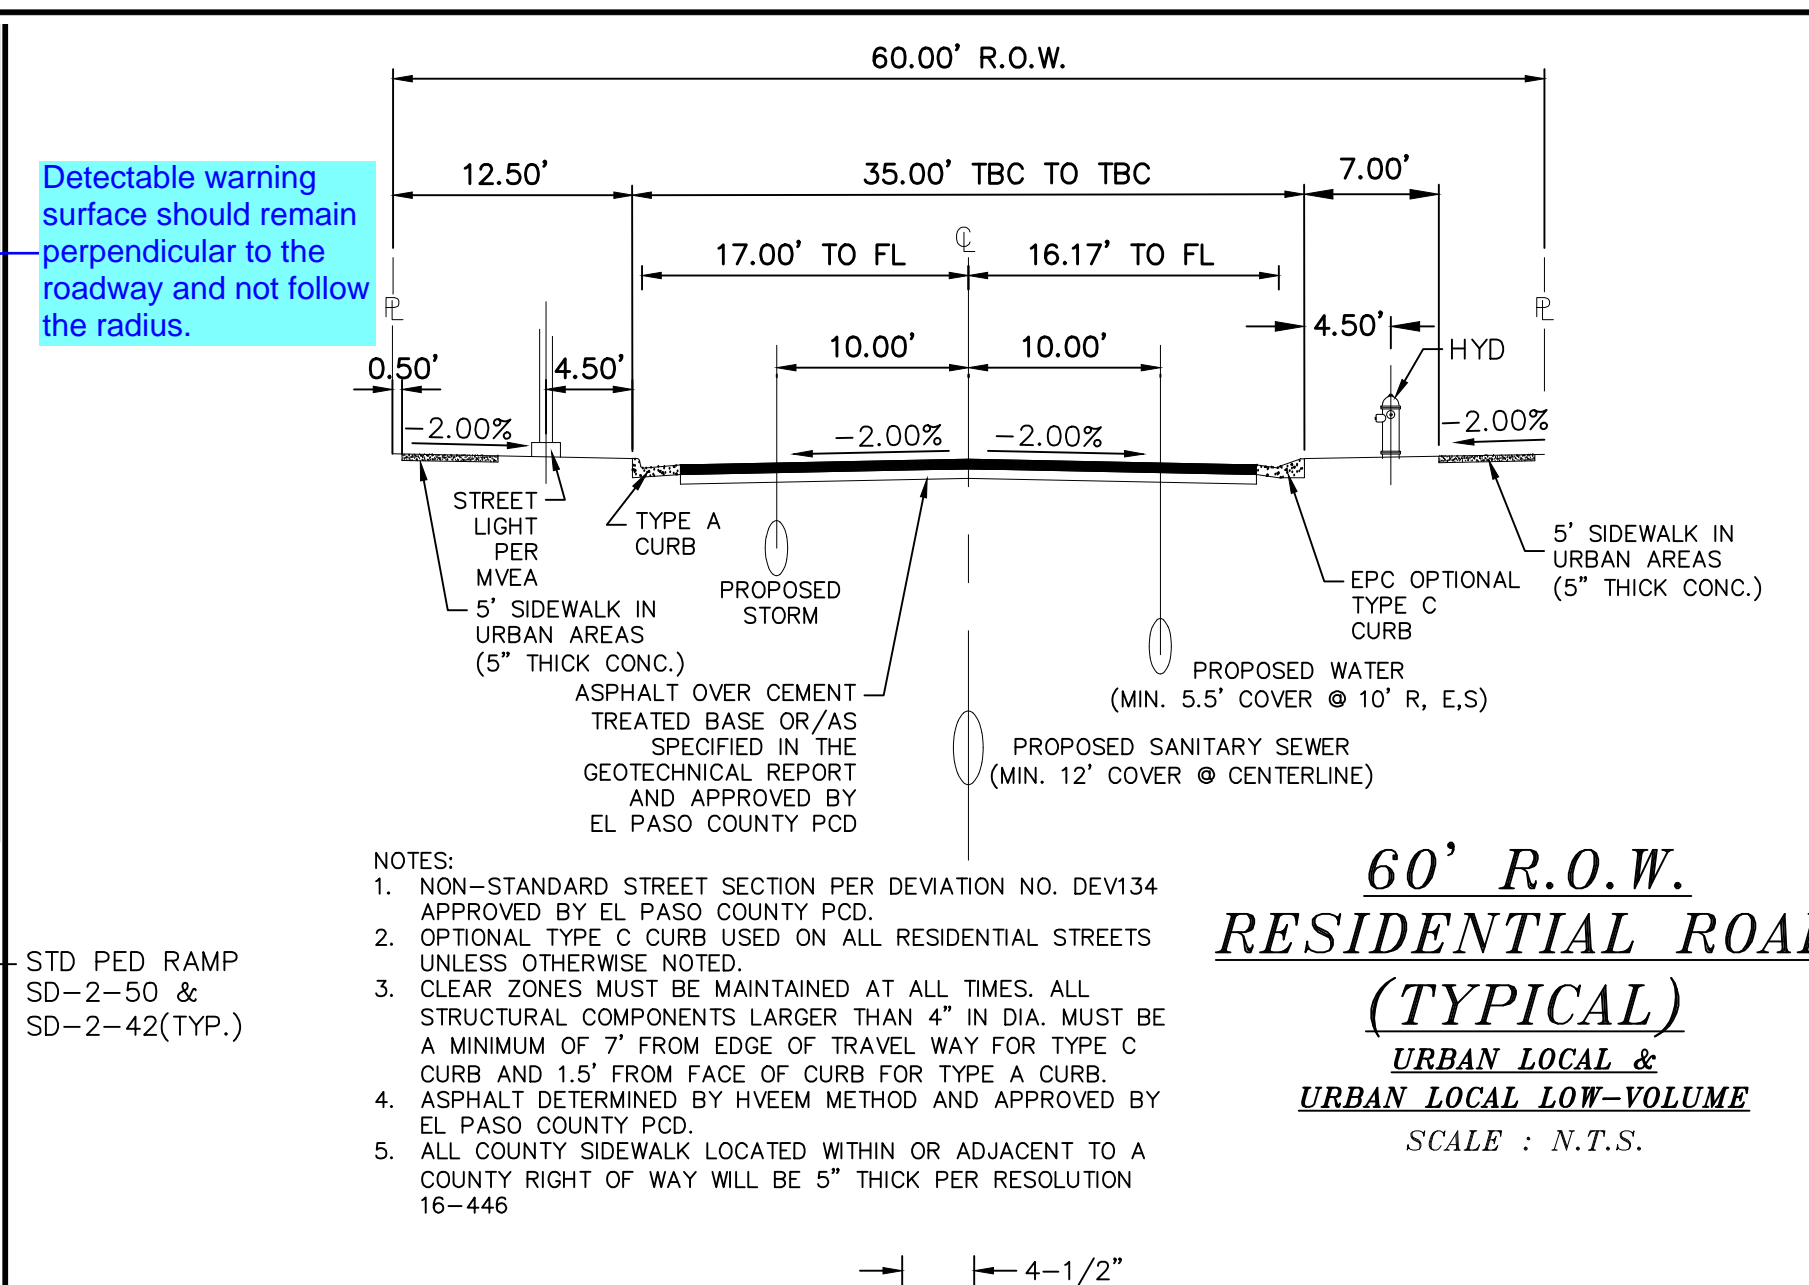 60.00' R.O.W.
Detectable warning
surface should remain
perpendicular to the
roadway and not follow
the radius.
12.50'
35.00' TBC TO TBC
7.00'
℄
17.00' TO FL
16.17' TO FL
℄
℄
4.50'
HYD
10.00'
10.00'
0.50'
4.50'
-2.00%
-2.00%
-2.00%
-2.00%
STREET
LIGHT
PER
MVEA
TYPE A
CURB
5' SIDEWALK IN
URBAN AREAS
(5" THICK CONC.)
PROPOSED
STORM
EPC OPTIONAL
TYPE C
CURB
5' SIDEWALK IN
URBAN AREAS
(5" THICK CONC.)
PROPOSED WATER
(MIN. 5.5' COVER @ 10' R, E,S)
ASPHALT OVER CEMENT
TREATED BASE OR/AS
SPECIFIED IN THE
GEOTECHNICAL REPORT
AND APPROVED BY
EL PASO COUNTY PCD
PROPOSED SANITARY SEWER
(MIN. 12' COVER @ CENTERLINE)
NOTES:
1. NON-STANDARD STREET SECTION PER DEVIATION NO. DEV134
APPROVED BY EL PASO COUNTY PCD.
2. OPTIONAL TYPE C CURB USED ON ALL RESIDENTIAL STREETS
UNLESS OTHERWISE NOTED.
3. CLEAR ZONES MUST BE MAINTAINED AT ALL TIMES. ALL
STRUCTURAL COMPONENTS LARGER THAN 4" IN DIA. MUST BE
A MINIMUM OF 7' FROM EDGE OF TRAVEL WAY FOR TYPE C
CURB AND 1.5' FROM FACE OF CURB FOR TYPE A CURB.
4. ASPHALT DETERMINED BY HVEEM METHOD AND APPROVED BY
EL PASO COUNTY PCD.
5. ALL COUNTY SIDEWALK LOCATED WITHIN OR ADJACENT TO A
COUNTY RIGHT OF WAY WILL BE 5" THICK PER RESOLUTION
16-446
STD PED RAMP
SD-2-50 &
SD-2-42(TYP.)
60' R.O.W.
RESIDENTIAL ROA
(TYPICAL)
URBAN LOCAL &
URBAN LOCAL LOW-VOLUME
SCALE : N.T.S.
4-1/2"